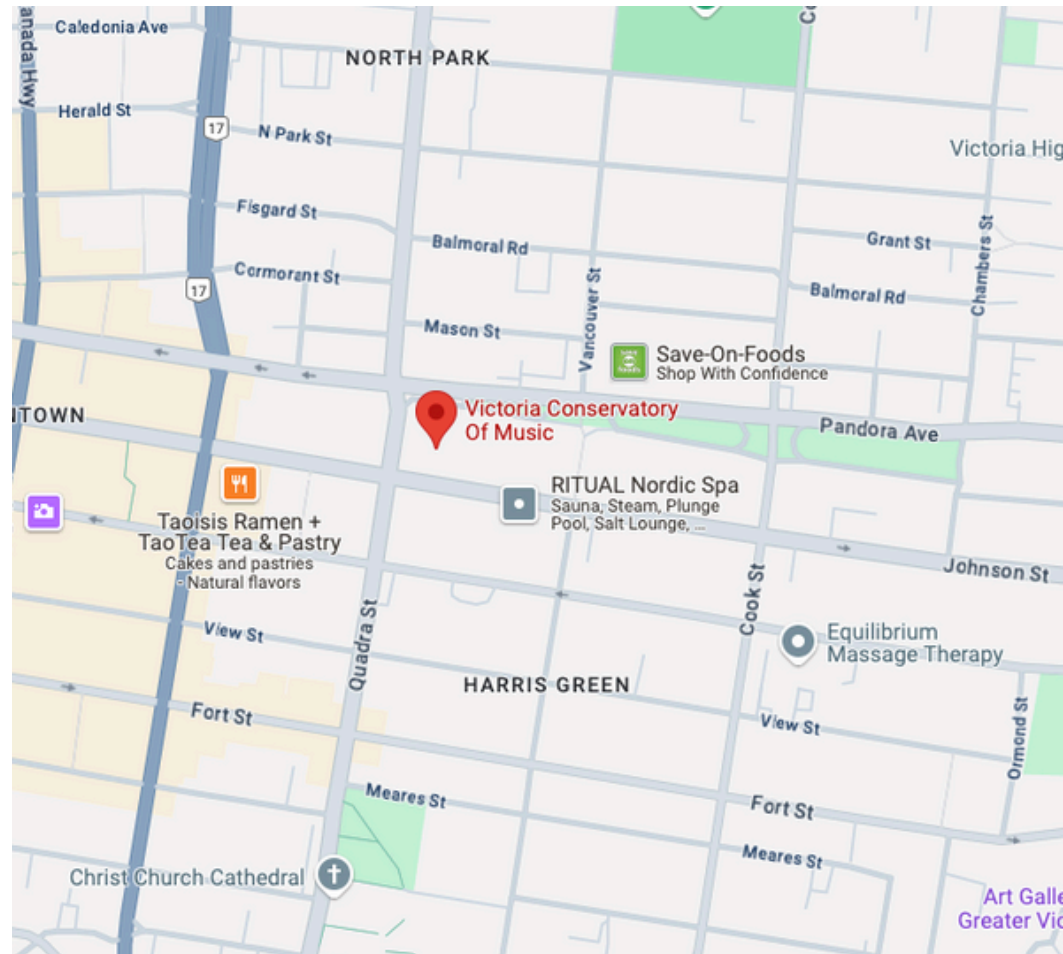 anada Hwy
Caledonia Ave
NORTH PARK
Co
Herald St
17
N Park St
Victoria Hig
Fisgard St
Balmoral Rd
Grant St
Chambers St
Cormorant St
17
Vancouver St
Balmoral Rd
Mason St
save
foods
Save-On-Foods
Shop With Confidence
NTOWN
Victoria Conservatory
Of Music
Pandora Ave
RITUAL Nordic Spa
Sauna, Steam, Plunge
Pool, Salt Lounge, ...
Taoisis Ramen +
TaoTea Tea & Pastry
Cakes and pastries
- Natural flavors
Johnson St
Cook St
Quadra St
View St
Equilibrium
Massage Therapy
HARRIS GREEN
Fort St
View St
Ormond St
Meares St
Fort St
Meares St
Christ Church Cathedral
Art Galle
Greater Vic